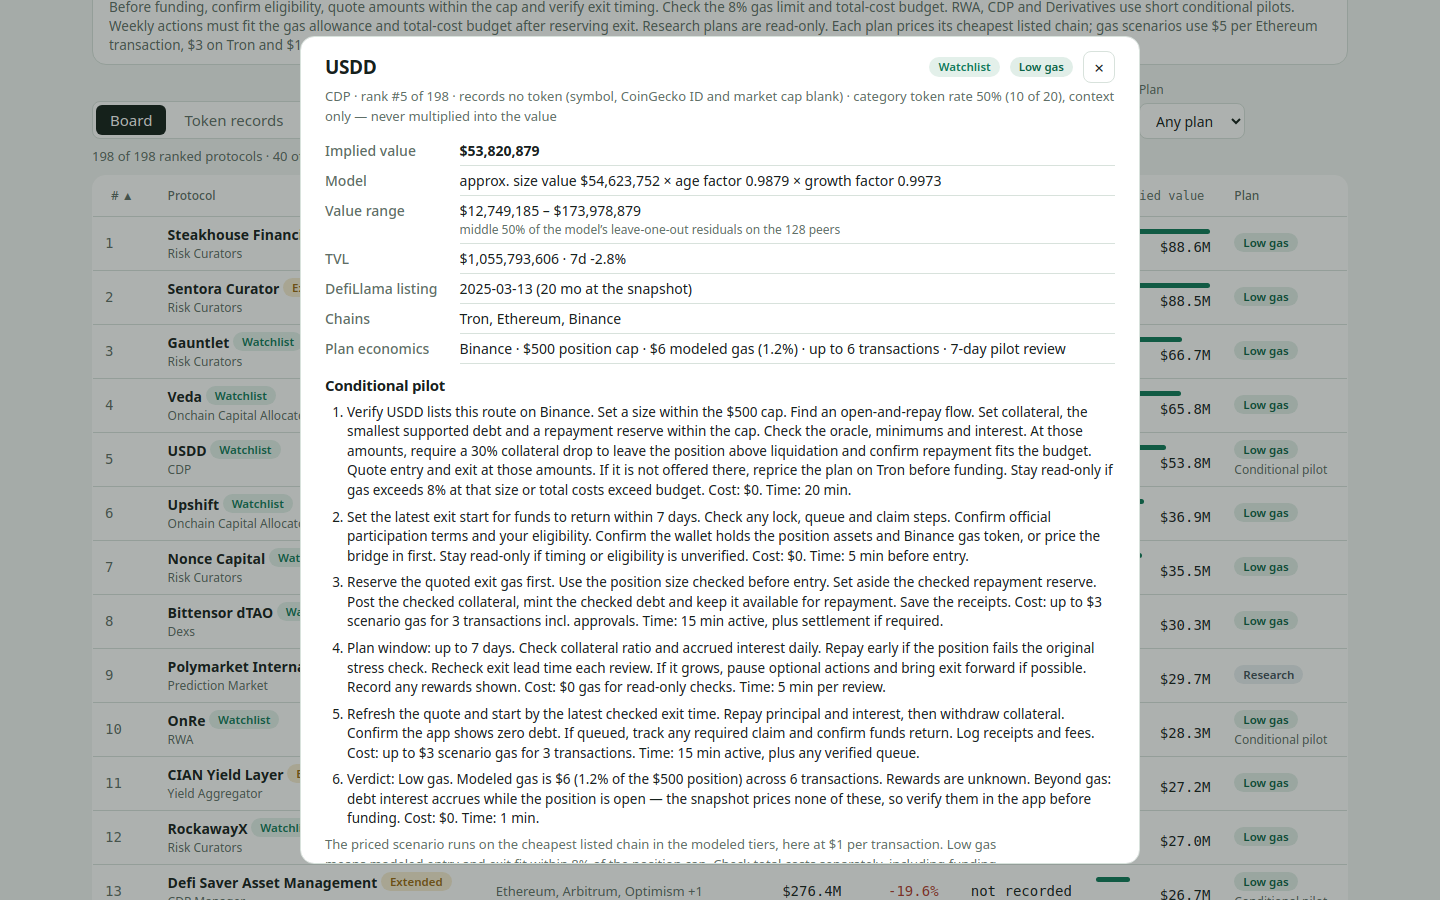 Before funding, confirm eligibility, quote amounts within the cap and verify exit timing. Check the 8% gas limit and total-cost budget. RWA, CDP and Derivatives use short conditional pilots.
Weekly actions must fit the gas allowance and total-cost budget after reserving exit. Research plans are read-only. Each plan prices its cheapest listed chain; gas scenarios use $5 per Ethereum
transaction, $3 on Tron and $1
USDD
Watchlist
Low gas
×
CDP · rank #5 of 198 · records no token (symbol, CoinGecko ID and market cap blank) · category token rate 50% (10 of 20), context
only — never multiplied into the value
Implied value $53,820,879
Model approx. size value $54,623,752 × age factor 0.9879 × growth factor 0.9973
Value range $12,749,185 – $173,978,879
middle 50% of the model's leave-one-out residuals on the 128 peers
TVL $1,055,793,606 · 7d -2.8%
DefiLlama listing 2025-03-13 (20 mo at the snapshot)
Chains Tron, Ethereum, Binance
Plan economics Binance · $500 position cap · $6 modeled gas (1.2%) · up to 6 transactions · 7-day pilot review
Conditional pilot
1. Verify USDD lists this route on Binance. Set a size within the $500 cap. Find an open-and-repay flow. Set collateral, the
smallest supported debt and a repayment reserve within the cap. Check the oracle, minimums and interest. At those
amounts, require a 30% collateral drop to leave the position above liquidation and confirm repayment fits the budget.
Quote entry and exit at those amounts. If it is not offered there, reprice the plan on Tron before funding. Stay read-only if
gas exceeds 8% at that size or total costs exceed budget. Cost: $0. Time: 20 min.
2. Set the latest exit start for funds to return within 7 days. Check any lock, queue and claim steps. Confirm official
participation terms and your eligibility. Confirm the wallet holds the position assets and Binance gas token, or price the
bridge in first. Stay read-only if timing or eligibility is unverified. Cost: $0. Time: 5 min before entry.
3. Reserve the quoted exit gas first. Use the position size checked before entry. Set aside the checked repayment reserve.
Post the checked collateral, mint the checked debt and keep it available for repayment. Save the receipts. Cost: up to $3
scenario gas for 3 transactions incl. approvals. Time: 15 min active, plus settlement if required.
4. Plan window: up to 7 days. Check collateral ratio and accrued interest daily. Repay early if the position fails the original
stress check. Recheck exit lead time each review. If it grows, pause optional actions and bring exit forward if possible.
Record any rewards shown. Cost: $0 gas for read-only checks. Time: 5 min per review.
5. Refresh the quote and start by the latest checked exit time. Repay principal and interest, then withdraw collateral.
Confirm the app shows zero debt. If queued, track any required claim and confirm funds return. Log receipts and fees.
Cost: up to $3 scenario gas for 3 transactions. Time: 15 min active, plus any verified queue.
6. Verdict: Low gas. Modeled gas is $6 (1.2% of the $500 position) across 6 transactions. Rewards are unknown. Beyond gas:
debt interest accrues while the position is open — the snapshot prices none of these, so verify them in the app before
funding. Cost: $0. Time: 1 min.
The priced scenario runs on the cheapest listed chain in the modeled tiers, here at $1 per transaction. Low gas
means modeled entry and exit fit within 8% of the position cap. Check total costs separately, including funding
Board
Token records
Plan
Any plan
198 of 198 ranked protocols · 40 o
# ▲ Protocol
ied value Plan
1 Steakhouse Financ
Risk Curators
$88.6M Low gas
2 Sentora Curator
Risk Curators
$88.5M Low gas
3 Gauntlet Watchlist
Risk Curators
$66.7M Low gas
4 Veda Watchlist
Onchain Capital Allocat
$65.8M Low gas
5 USDD Watchlist
CDP
$53.8M Low gas
Conditional pilot
6 Upshift Watchlist
Onchain Capital Allocat
$36.9M Low gas
7 Nonce Capital Wat
Risk Curators
$35.5M Low gas
8 Bittensor dTAO Wa
Dexs
$30.3M Low gas
9 Polymarket Interna
Prediction Market
$29.7M Research
10 OnRe Watchlist
RWA
$28.3M Low gas
Conditional pilot
11 CIAN Yield Layer
Yield Aggregator
$27.2M Low gas
12 RockawayX Watchl
Risk Curators
$27.0M Low gas
13 Defi Saver Asset Management Extended
CDP Manager
Ethereum, Arbitrum, Optimism +1 $276.4M -19.6% not recorded $26.7M Low gas
Conditional pilot